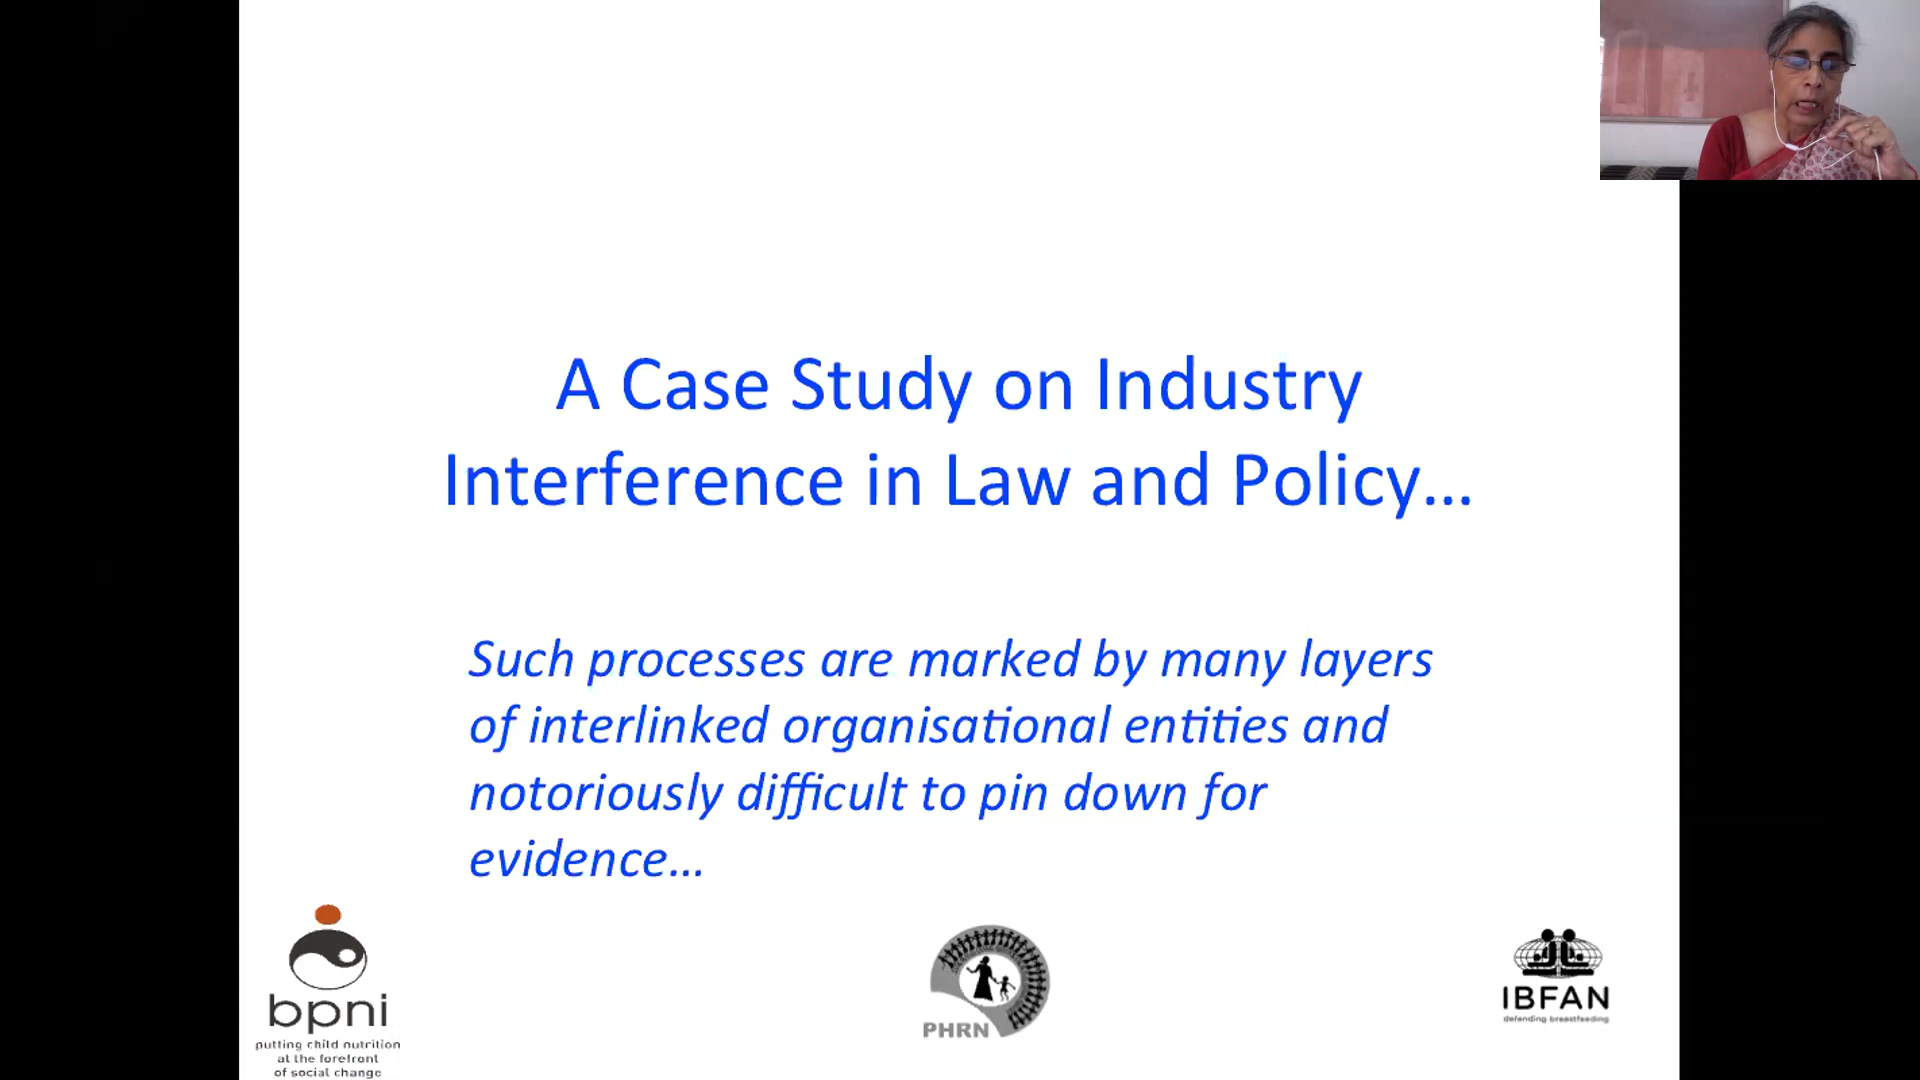 A Case Study on Industry
Interference in Law and Policy...
Such processes are marked by many layers
of interlinked organisational entities and
notoriously difficult to pin down for
evidence...
bpni
putting child nutrition
at the forefront
of social change
PHRN
IBFAN
defending breastfeeding